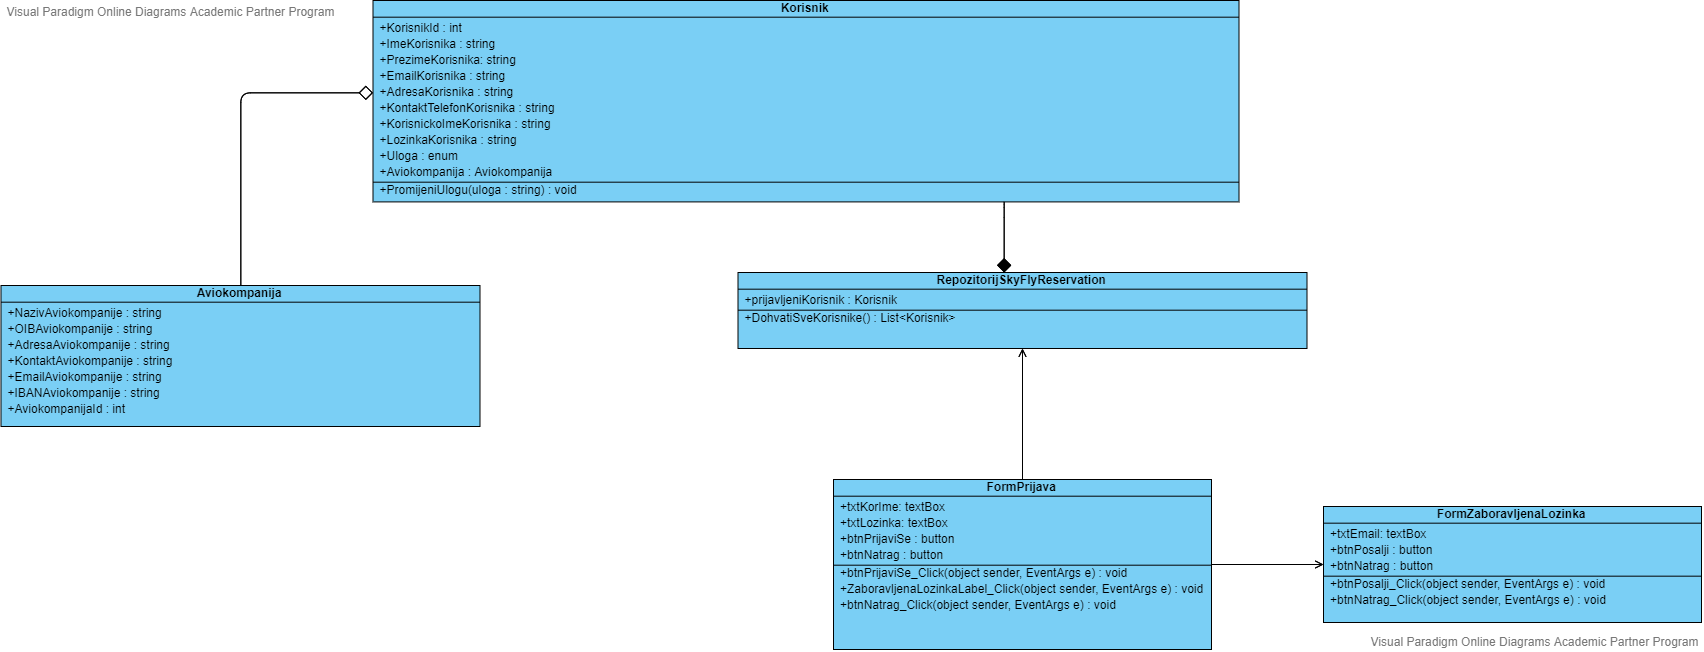 Visual Paradigm Online Diagrams Academic Partner Program
Korisnik
+KorisnikId : int
+ImeKorisnika : string
+PrezimeKorisnika: string
+EmailKorisnika : string
+AdresaKorisnika : string
+KontaktTelefonKorisnika : string
+KorisnickoImeKorisnika : string
+LozinkaKorisnika : string
+Uloga : enum
+Aviokompanija : Aviokompanija
+PromijeniUlogu(uloga : string) : void
Aviokompanija
+NazivAviokompanije : string
+OIBAviokompanije : string
+AdresaAviokompanije : string
+KontaktAviokompanije : string
+EmailAviokompanije : string
+IBANAviokompanije : string
+AviokompanijaId : int
RepozitorijSkyFlyReservation
+prijavljeniKorisnik : Korisnik
+DohvatiSveKorisnike() : List<Korisnik>
FormPrijava
+txtKorIme: textBox
+txtLozinka: textBox
+btnPrijaviSe : button
+btnNatrag : button
+btnPrijaviSe_Click(object sender, EventArgs e) : void
+ZaboravljenaLozinkaLabel_Click(object sender, EventArgs e) : void
+btnNatrag_Click(object sender, EventArgs e) : void
FormZaboravljenaLozinka
+txtEmail: textBox
+btnPosalji : button
+btnNatrag : button
+btnPosalji_Click(object sender, EventArgs e) : void
+btnNatrag_Click(object sender, EventArgs e) : void
Visual Paradigm Online Diagrams Academic Partner Program